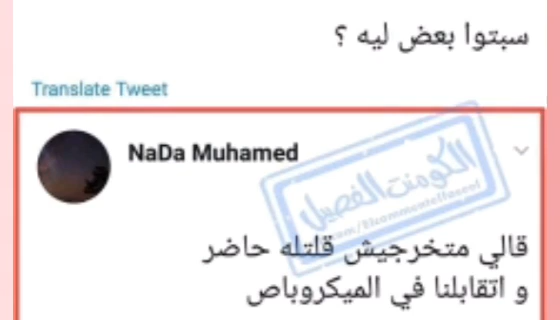 سبتوا بعض ليه ؟
Translate Tweet
NaDa Muhamed
الكومنت الفصيل
قالي متخرجيش قلتله حاضر
و اتقابلنا في الميكروباص